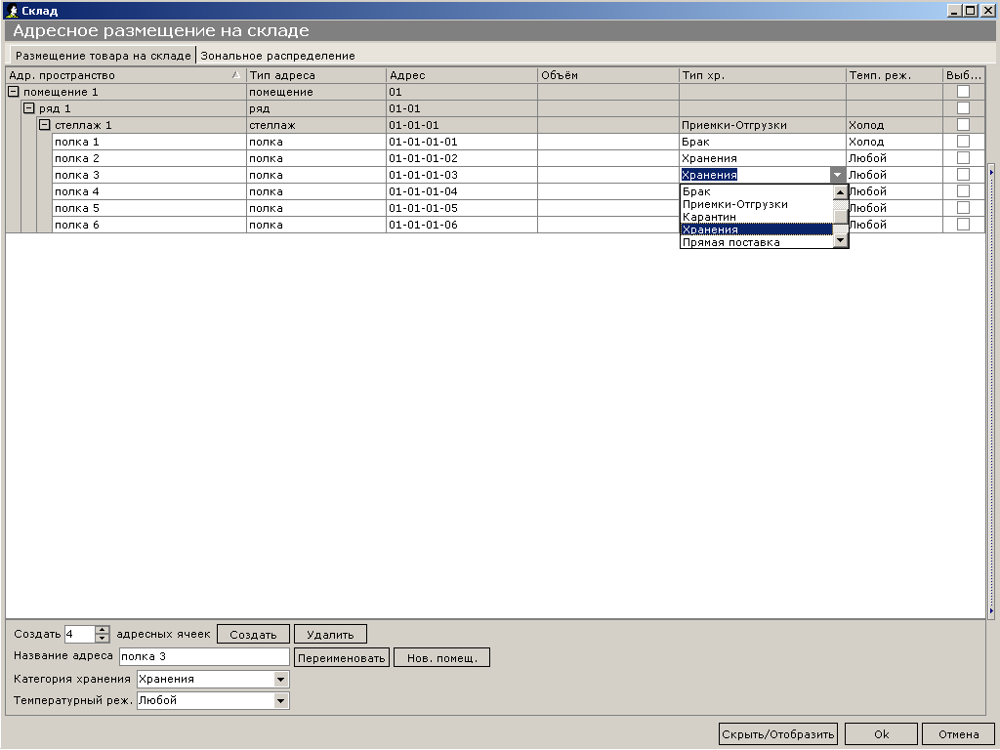 Склад
Адресное размещение на складе
Размещение товара на складе Зональное распределение
Адр. пространство Тип адреса Адрес Объём Тип хр. Темп. реж. Выб...
помещение 1 помещение 01
ряд 1 ряд 01-01
стеллаж 1 стеллаж 01-01-01 Приемки-Отгрузки Холод
полка 1 полка 01-01-01-01 Брак Холод
полка 2 полка 01-01-01-02 Хранения Любой
полка 3 полка 01-01-01-03 Хранения Любой
полка 4 полка 01-01-01-04 Брак Любой
Приемки-Отгрузки
полка 5 полка 01-01-01-05 Любой
Карантин
полка 6 полка 01-01-01-06 Хранения Любой
Прямая поставка
Создать 4 адресных ячеек Создать Удалить
Название адреса полка 3 Переименовать Нов. помещ.
Категория хранения Хранения
Температурный реж. Любой
Скрыть/Отобразить Ok Отмена